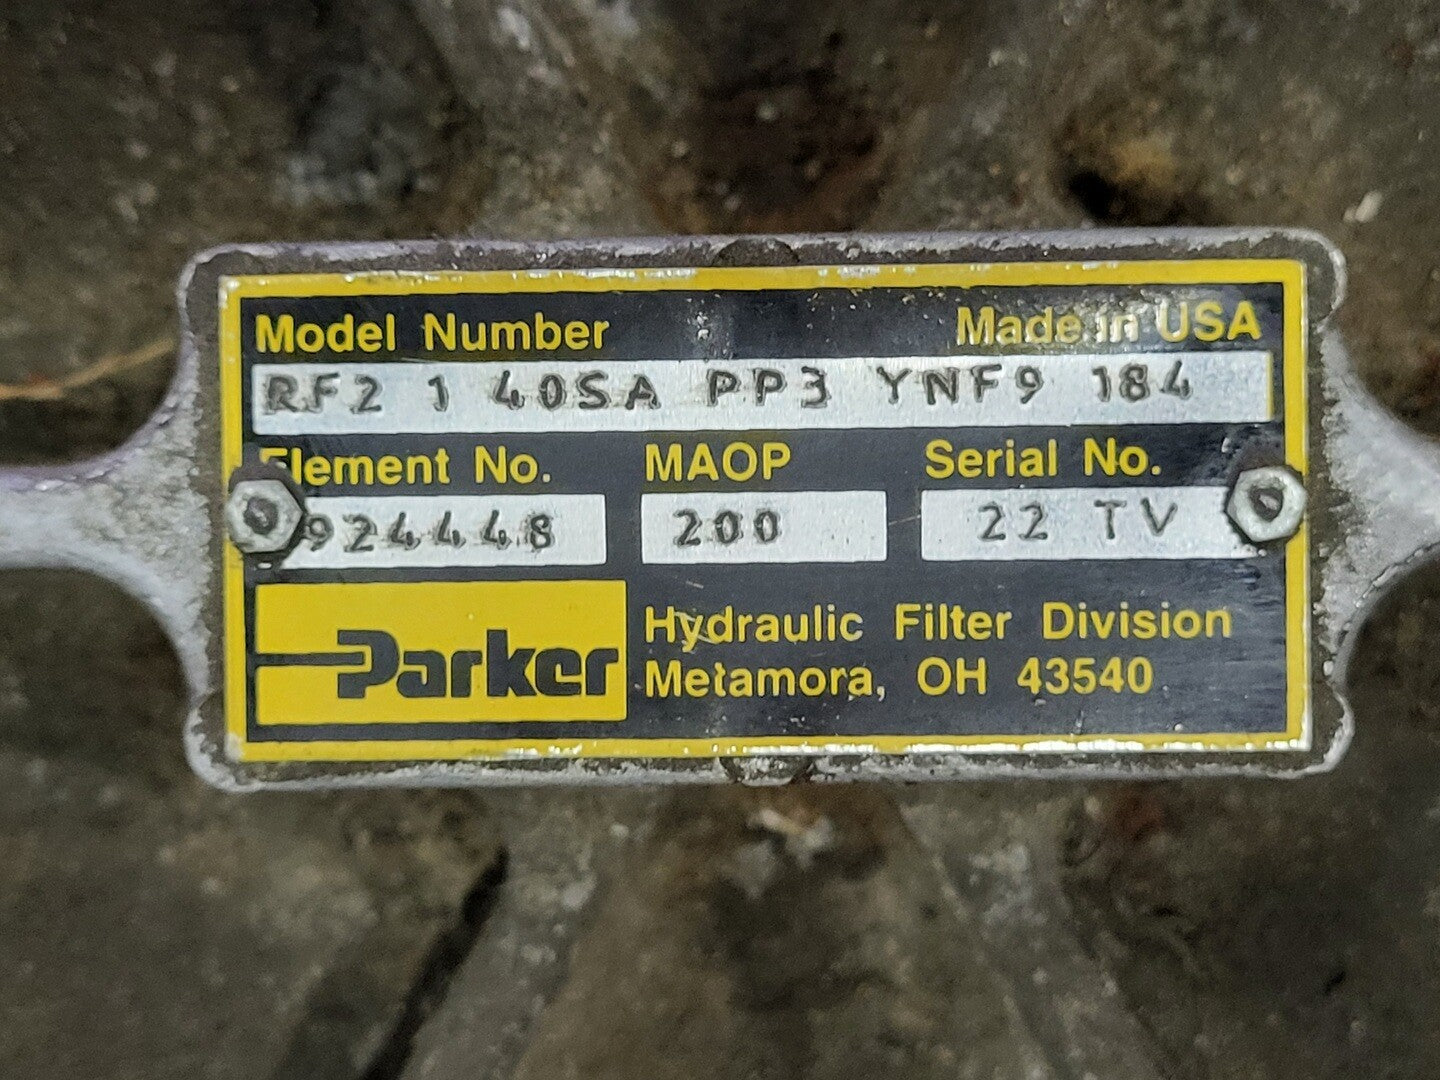 Model Number Made in USA
RF2 1 40SA PP3 YNF9 184
Element No. MAOP Serial No.
924448 200 22 TV
Parker
Hydraulic Filter Division
Metamora, OH 43540